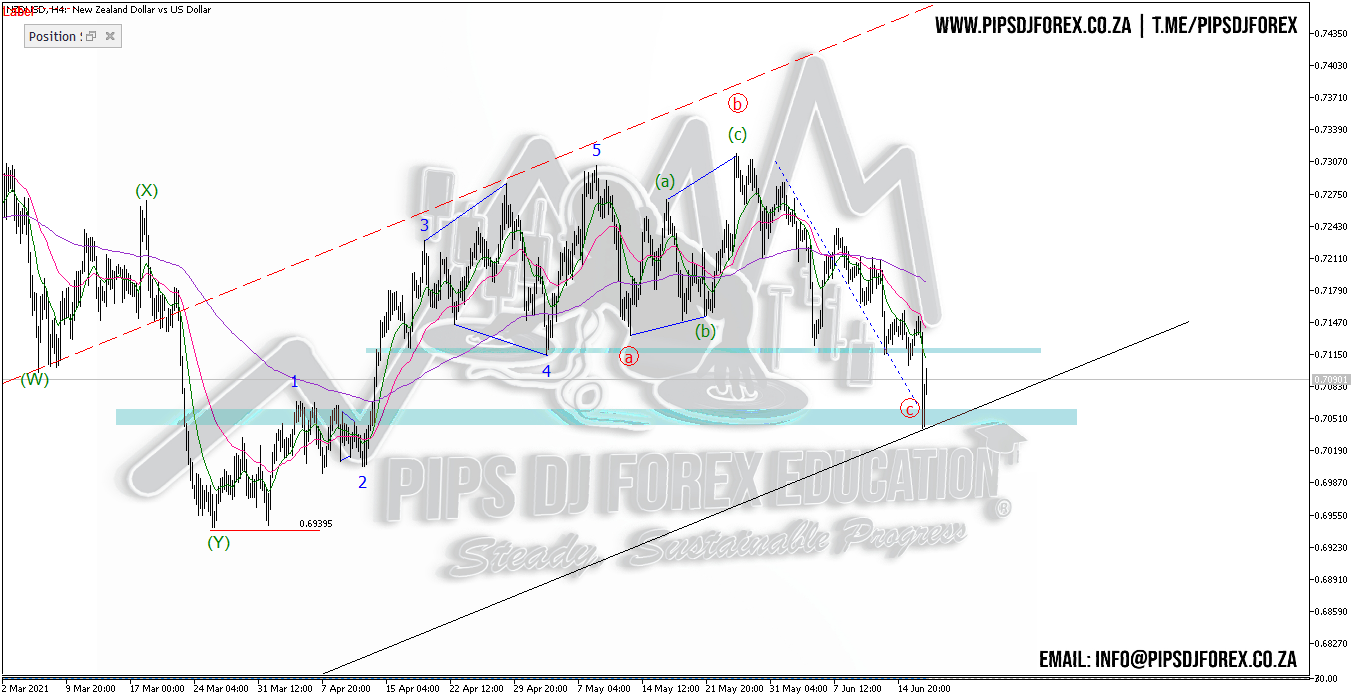 NZDUSD, H4: New Zealand Dollar vs US Dollar
Label
Position
WWW.PIPSDJFOREX.CO.ZA | T.ME/PIPSDJFOREX
0.74350
0.74030
0.73710
0.73390
0.73070
0.72750
0.72430
0.72110
0.71790
0.71470
0.71150
0.70830
0.70510
0.70190
0.69870
0.69550
0.69230
0.68910
0.68590
0.68270
(W)
(X)
(Y)
1
2
3
4
5
a
(a)
(b)
b
(c)
c
0.69395
PIPS DJ FOREX EDUCATION
®
Steady, Sustainable Progress
EMAIL: INFO@PIPSDJFOREX.CO.ZA
2 Mar 2021
9 Mar 20:00
17 Mar 00:00
24 Mar 04:00
31 Mar 12:00
7 Apr 20:00
15 Apr 04:00
22 Apr 12:00
29 Apr 20:00
7 May 04:00
14 May 12:00
21 May 20:00
31 May 04:00
7 Jun 12:00
14 Jun 20:00